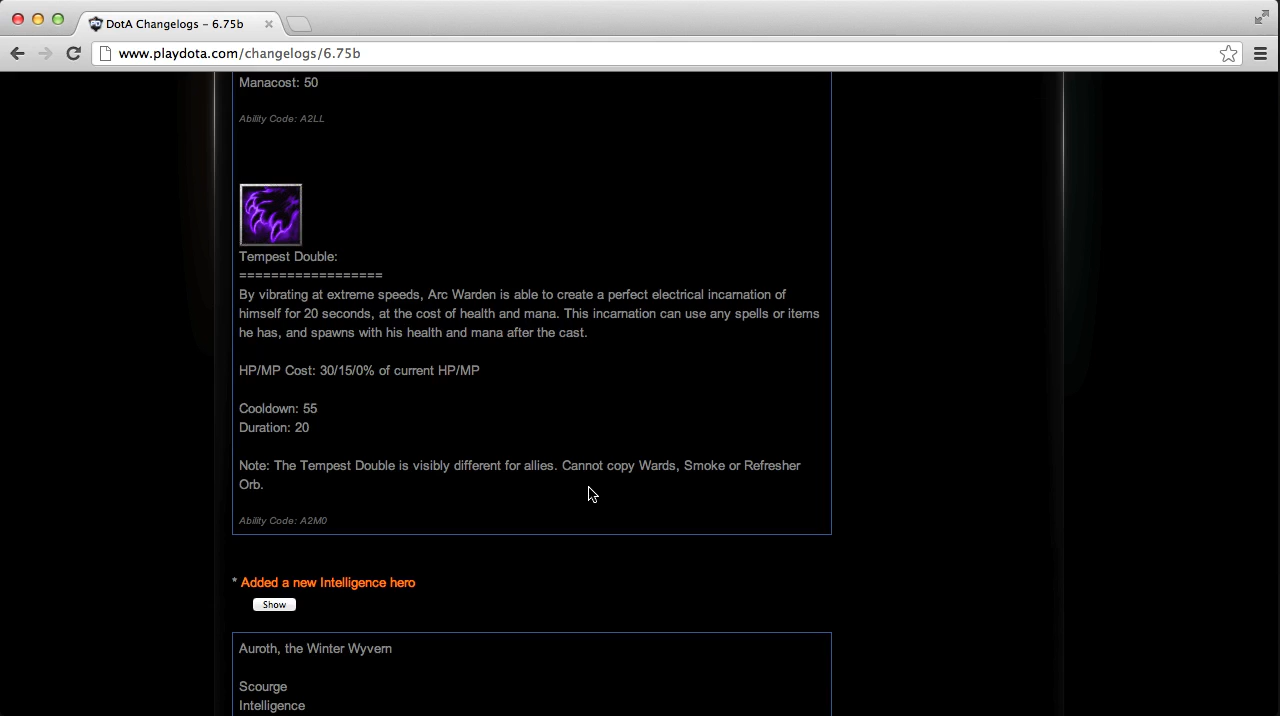 DotA Changelogs – 6.75b
www.playdota.com/changelogs/6.75b
Manacost: 50
Ability Code: A2LL
Tempest Double:
==================
By vibrating at extreme speeds, Arc Warden is able to create a perfect electrical incarnation of
himself for 20 seconds, at the cost of health and mana. This incarnation can use any spells or items
he has, and spawns with his health and mana after the cast.
HP/MP Cost: 30/15/0% of current HP/MP
Cooldown: 55
Duration: 20
Note: The Tempest Double is visibly different for allies. Cannot copy Wards, Smoke or Refresher
Orb.
Ability Code: A2M0
* Added a new Intelligence hero
Show
Auroth, the Winter Wyvern
Scourge
Intelligence